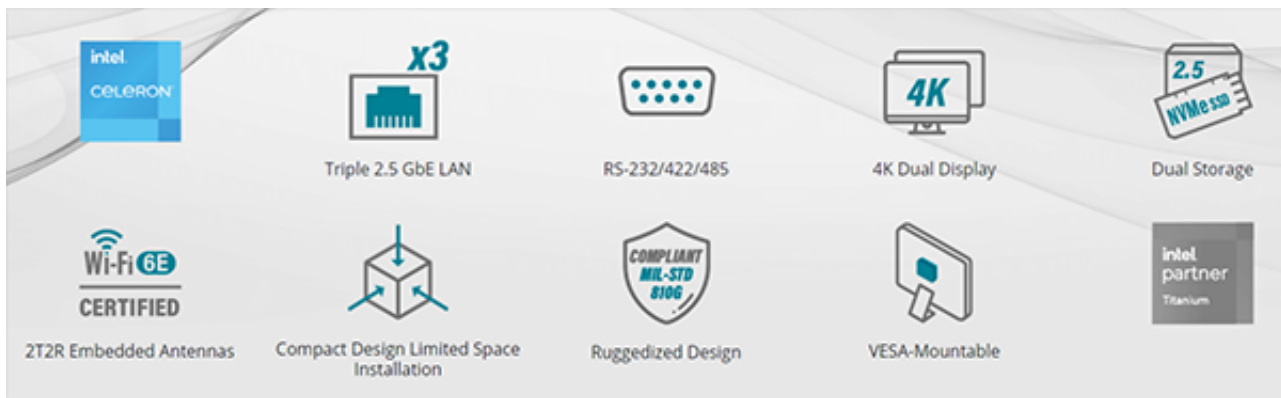 intel.
CELERON
x3
Triple 2.5 GbE LAN
RS-232/422/485
4K
4K Dual Display
2.5
NVMe SSD
Dual Storage
Wi-Fi 6E
CERTIFIED
2T2R Embedded Antennas
Compact Design Limited Space
Installation
COMPLIANT
MIL-STD
810G
Ruggedized Design
VESA-Mountable
intel
partner
Titanium